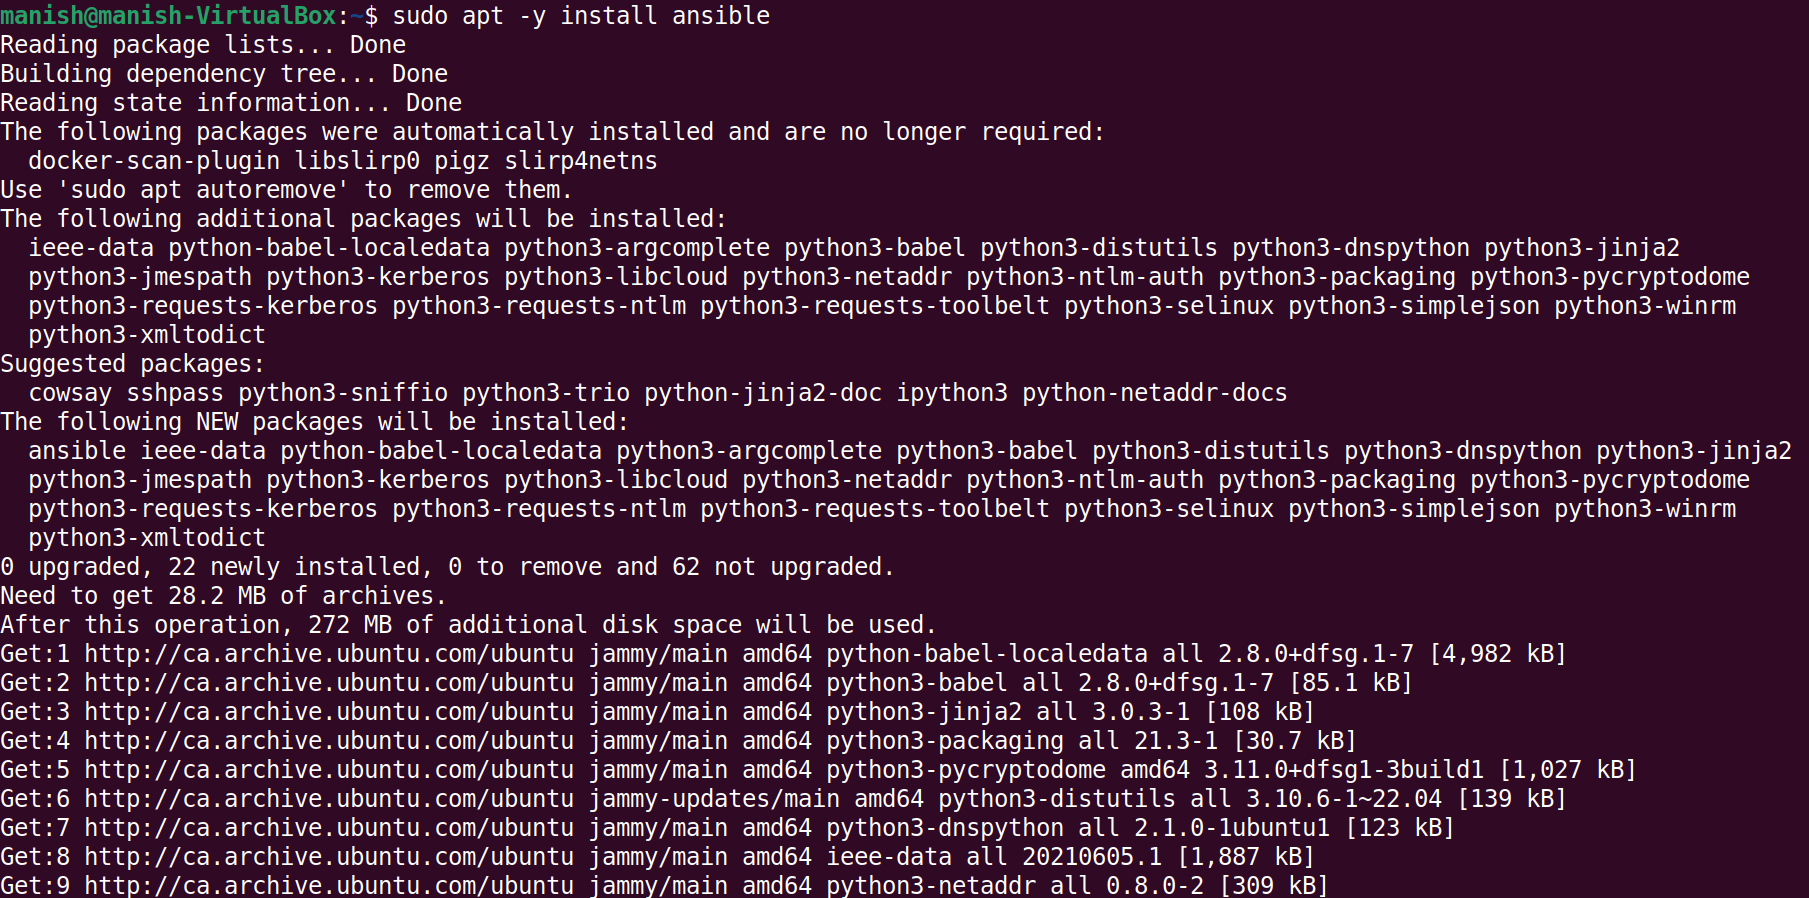 manish@manish-VirtualBox:~$ sudo apt -y install ansible
Reading package lists... Done
Building dependency tree... Done
Reading state information... Done
The following packages were automatically installed and are no longer required:
  docker-scan-plugin libslirp0 pigz slirp4netns
Use 'sudo apt autoremove' to remove them.
The following additional packages will be installed:
  ieee-data python-babel-localedata python3-argcomplete python3-babel python3-distutils python3-dnspython python3-jinja2
  python3-jmespath python3-kerberos python3-libcloud python3-netaddr python3-ntlm-auth python3-packaging python3-pycryptodome
  python3-requests-kerberos python3-requests-ntlm python3-requests-toolbelt python3-selinux python3-simplejson python3-winrm
  python3-xmltodict
Suggested packages:
  cowsay sshpass python3-sniffio python3-trio python-jinja2-doc ipython3 python-netaddr-docs
The following NEW packages will be installed:
  ansible ieee-data python-babel-localedata python3-argcomplete python3-babel python3-distutils python3-dnspython python3-jinja2
  python3-jmespath python3-kerberos python3-libcloud python3-netaddr python3-ntlm-auth python3-packaging python3-pycryptodome
  python3-requests-kerberos python3-requests-ntlm python3-requests-toolbelt python3-selinux python3-simplejson python3-winrm
  python3-xmltodict
0 upgraded, 22 newly installed, 0 to remove and 62 not upgraded.
Need to get 28.2 MB of archives.
After this operation, 272 MB of additional disk space will be used.
Get:1 http://ca.archive.ubuntu.com/ubuntu jammy/main amd64 python-babel-localedata all 2.8.0+dfsg.1-7 [4,982 kB]
Get:2 http://ca.archive.ubuntu.com/ubuntu jammy/main amd64 python3-babel all 2.8.0+dfsg.1-7 [85.1 kB]
Get:3 http://ca.archive.ubuntu.com/ubuntu jammy/main amd64 python3-jinja2 all 3.0.3-1 [108 kB]
Get:4 http://ca.archive.ubuntu.com/ubuntu jammy/main amd64 python3-packaging all 21.3-1 [30.7 kB]
Get:5 http://ca.archive.ubuntu.com/ubuntu jammy/main amd64 python3-pycryptodome amd64 3.11.0+dfsg1-3build1 [1,027 kB]
Get:6 http://ca.archive.ubuntu.com/ubuntu jammy-updates/main amd64 python3-distutils all 3.10.6-1~22.04 [139 kB]
Get:7 http://ca.archive.ubuntu.com/ubuntu jammy/main amd64 python3-dnspython all 2.1.0-1ubuntu1 [123 kB]
Get:8 http://ca.archive.ubuntu.com/ubuntu jammy/main amd64 ieee-data all 20210605.1 [1,887 kB]
Get:9 http://ca.archive.ubuntu.com/ubuntu jammy/main amd64 python3-netaddr all 0.8.0-2 [309 kB]